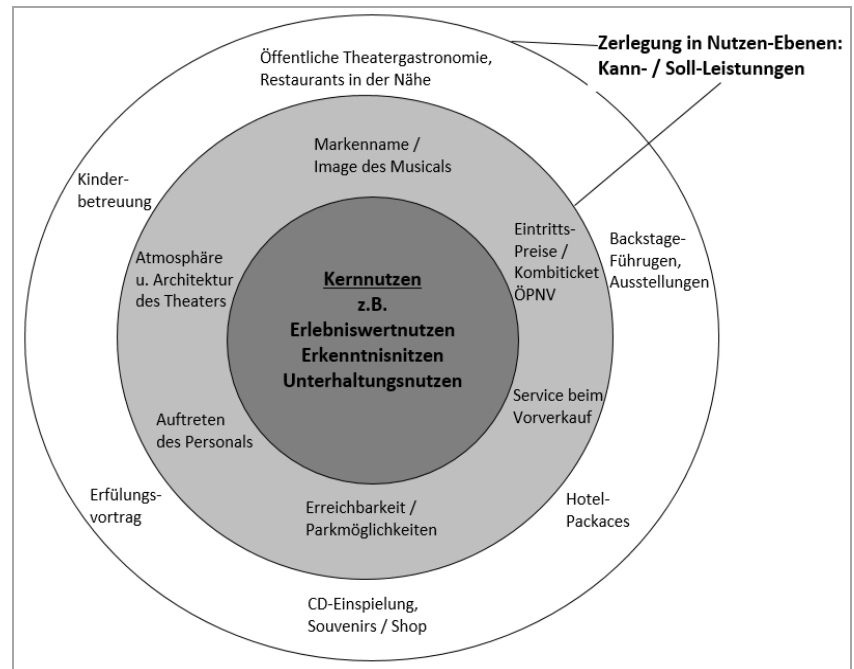 Zerlegung in Nutzen-Ebenen:
Kann- / Soll-Leistunngen
Öffentliche Theatergastronomie,
Restaurants in der Nähe
Markenname /
Image des Musicals
Kinder-
betreuung
Eintritts-
Preise /
Kombiticket
ÖPNV
Backstage-
Führugen,
Ausstellungen
Atmosphäre
u. Architektur
des Theaters
Kernnutzen
z.B.
Erlebniswertnutzen
Erkenntnisnitzen
Unterhaltungsnutzen
Service beim
Vorverkauf
Auftreten
des Personals
Erfülungs-
vortrag
Erreichbarkeit /
Parkmöglichkeiten
Hotel-
Packaces
CD-Einspielung,
Souvenirs / Shop